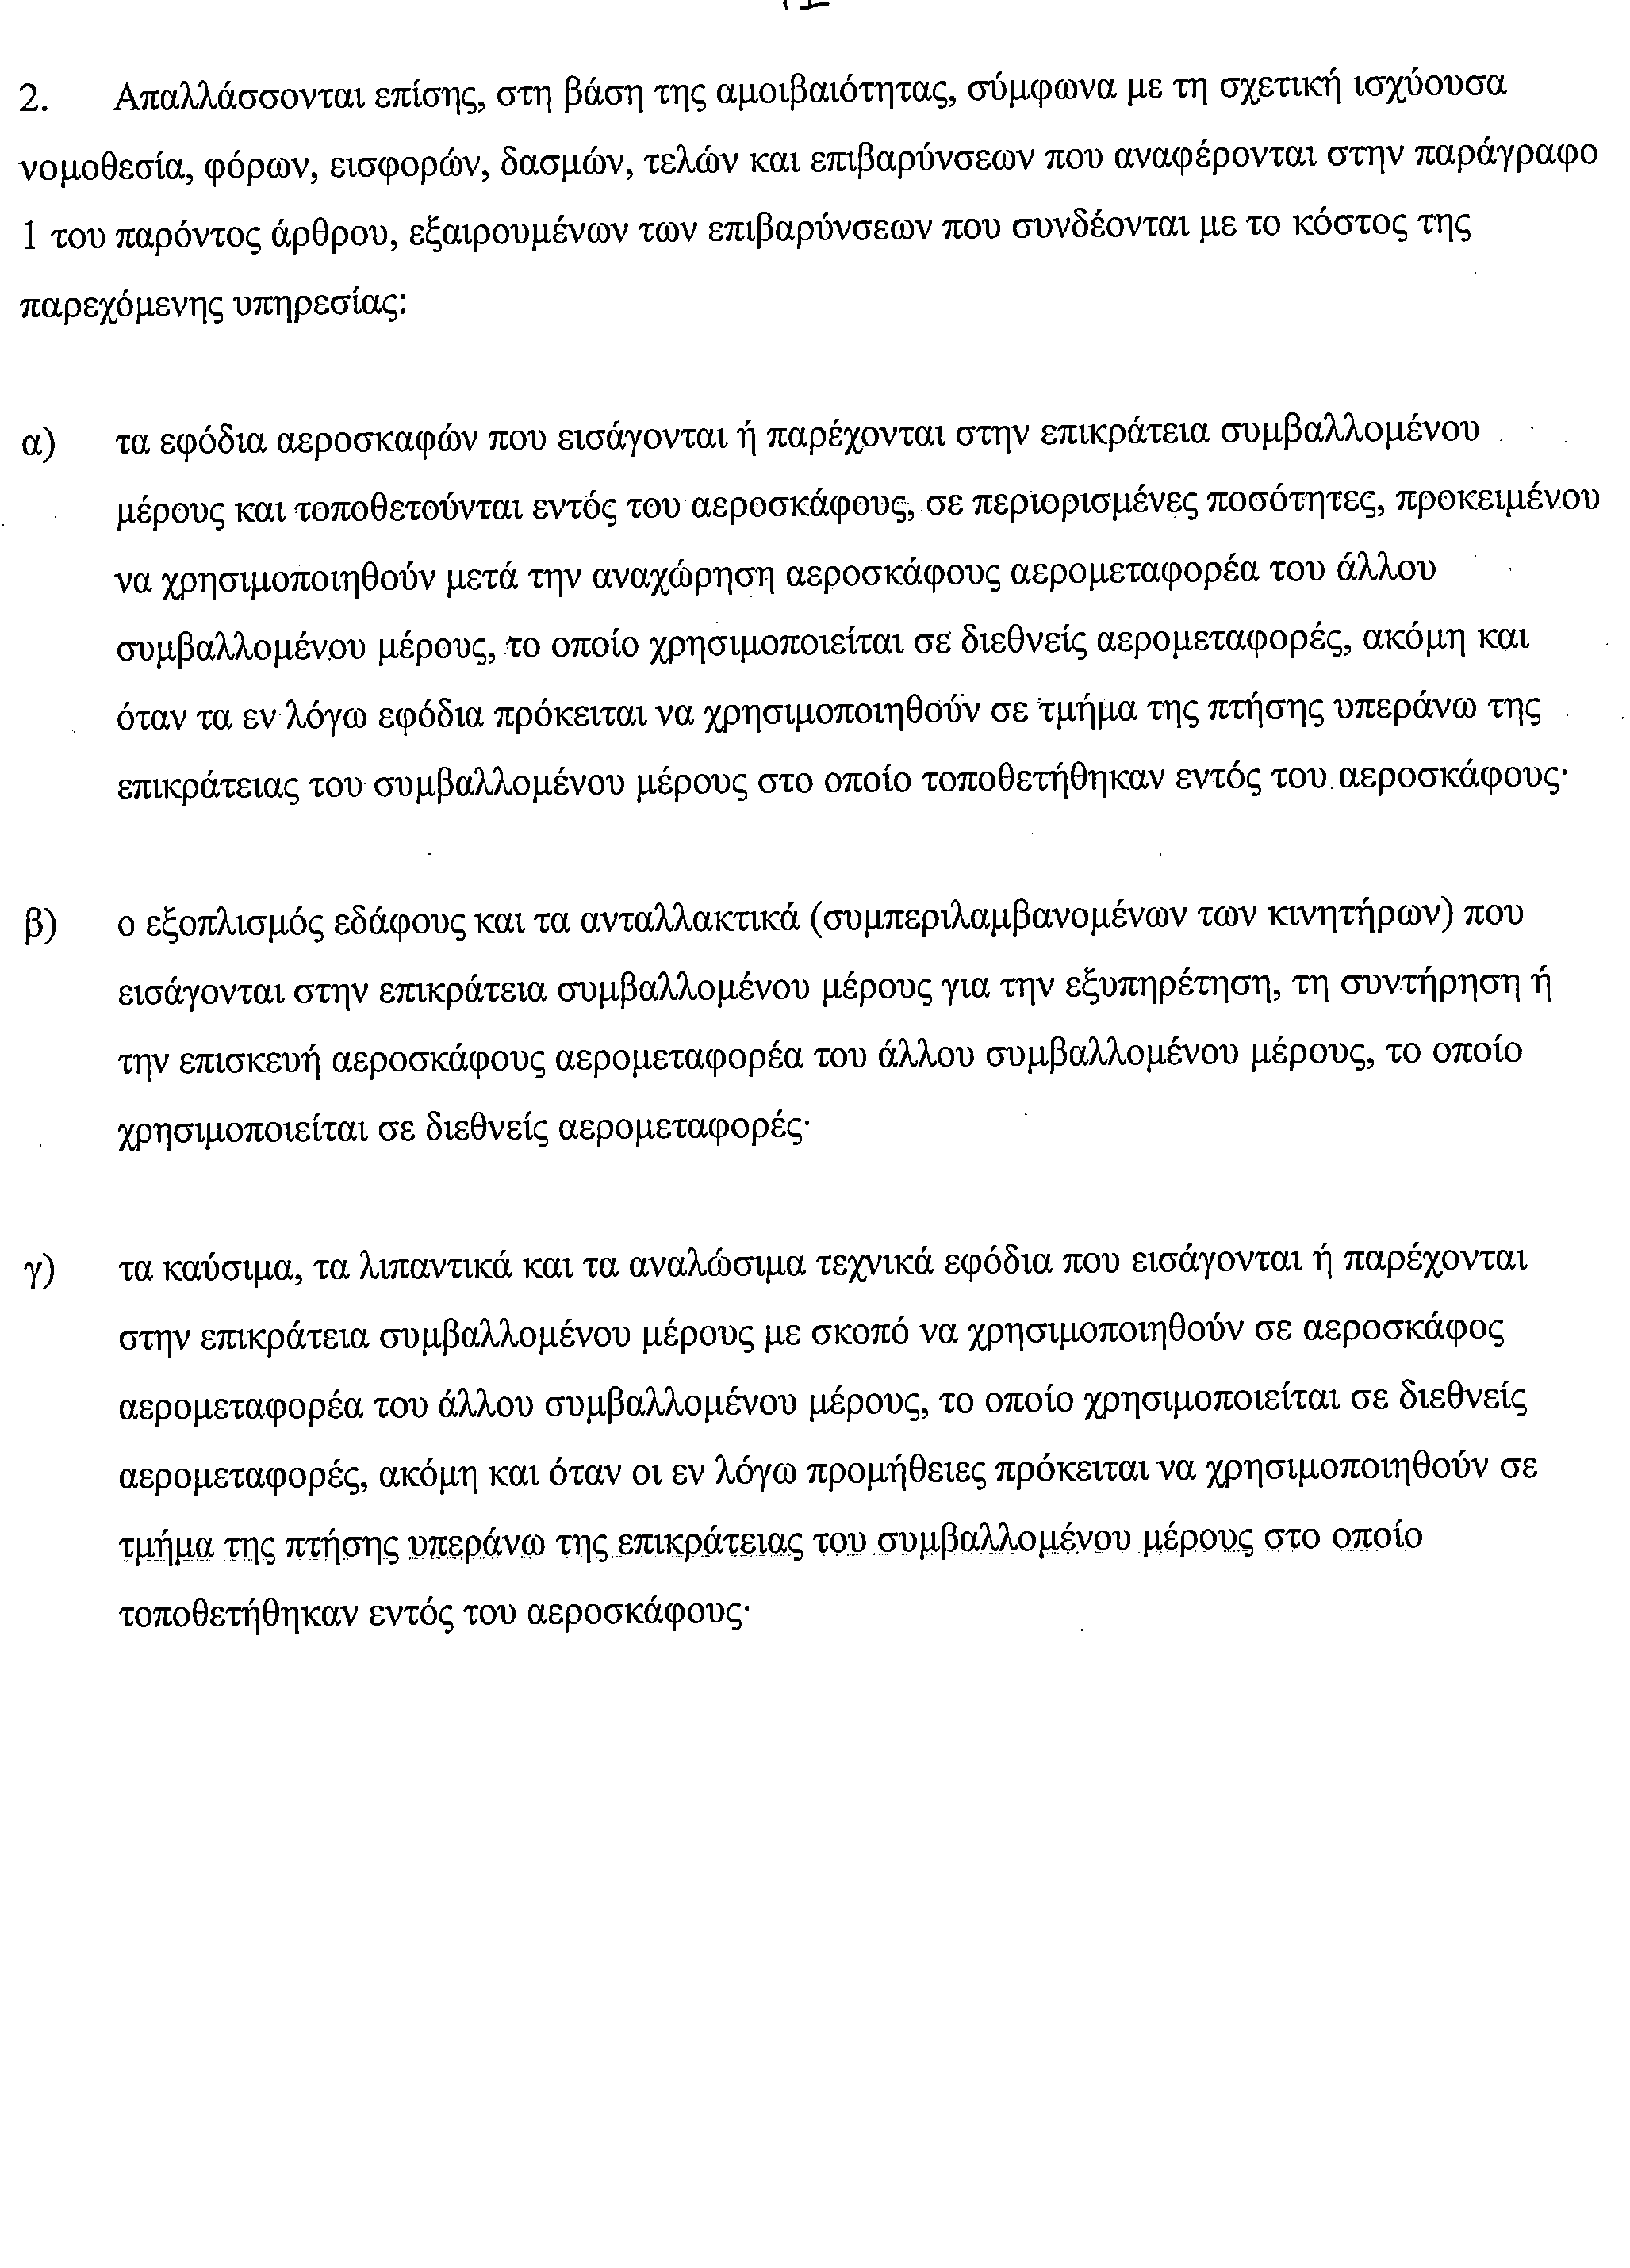 2. Απαλλάσσονται επίσης, στη βάση της αμοιβαιότητας, σύμφωνα με τη σχετική ισχύουσα
νομοθεσία, φόρων, εισφορών, δασμών, τελών και επιβαρύνσεων που αναφέρονται στην παράγραφο
1 του παρόντος άρθρου, εξαιρουμένων των επιβαρύνσεων που συνδέονται με το κόστος της
παρεχόμενης υπηρεσίας:
α) τα εφόδια αεροσκαφών που εισάγονται ή παρέχονται στην επικράτεια συμβαλλομένου
μέρους και τοποθετούνται εντός του αεροσκάφους, σε περιορισμένες ποσότητες, προκειμένου
να χρησιμοποιηθούν μετά την αναχώρηση αεροσκάφους αερομεταφορέα του άλλου
συμβαλλομένου μέρους, το οποίο χρησιμοποιείται σε διεθνείς αερομεταφορές, ακόμη και
όταν τα εν λόγω εφόδια πρόκειται να χρησιμοποιηθούν σε τμήμα της πτήσης υπεράνω της
επικράτειας του συμβαλλομένου μέρους στο οποίο τοποθετήθηκαν εντός του αεροσκάφους·
β) ο εξοπλισμός εδάφους και τα ανταλλακτικά (συμπεριλαμβανομένων των κινητήρων) που
εισάγονται στην επικράτεια συμβαλλομένου μέρους για την εξυπηρέτηση, τη συντήρηση ή
την επισκευή αεροσκάφους αερομεταφορέα του άλλου συμβαλλομένου μέρους, το οποίο
χρησιμοποιείται σε διεθνείς αερομεταφορές·
γ) τα καύσιμα, τα λιπαντικά και τα αναλώσιμα τεχνικά εφόδια που εισάγονται ή παρέχονται
στην επικράτεια συμβαλλομένου μέρους με σκοπό να χρησιμοποιηθούν σε αεροσκάφος
αερομεταφορέα του άλλου συμβαλλομένου μέρους, το οποίο χρησιμοποιείται σε διεθνείς
αερομεταφορές, ακόμη και όταν οι εν λόγω προμήθειες πρόκειται να χρησιμοποιηθούν σε
τμήμα της πτήσης υπεράνω της επικράτειας του συμβαλλομένου μέρους στο οποίο
τοποθετήθηκαν εντός του αεροσκάφους·